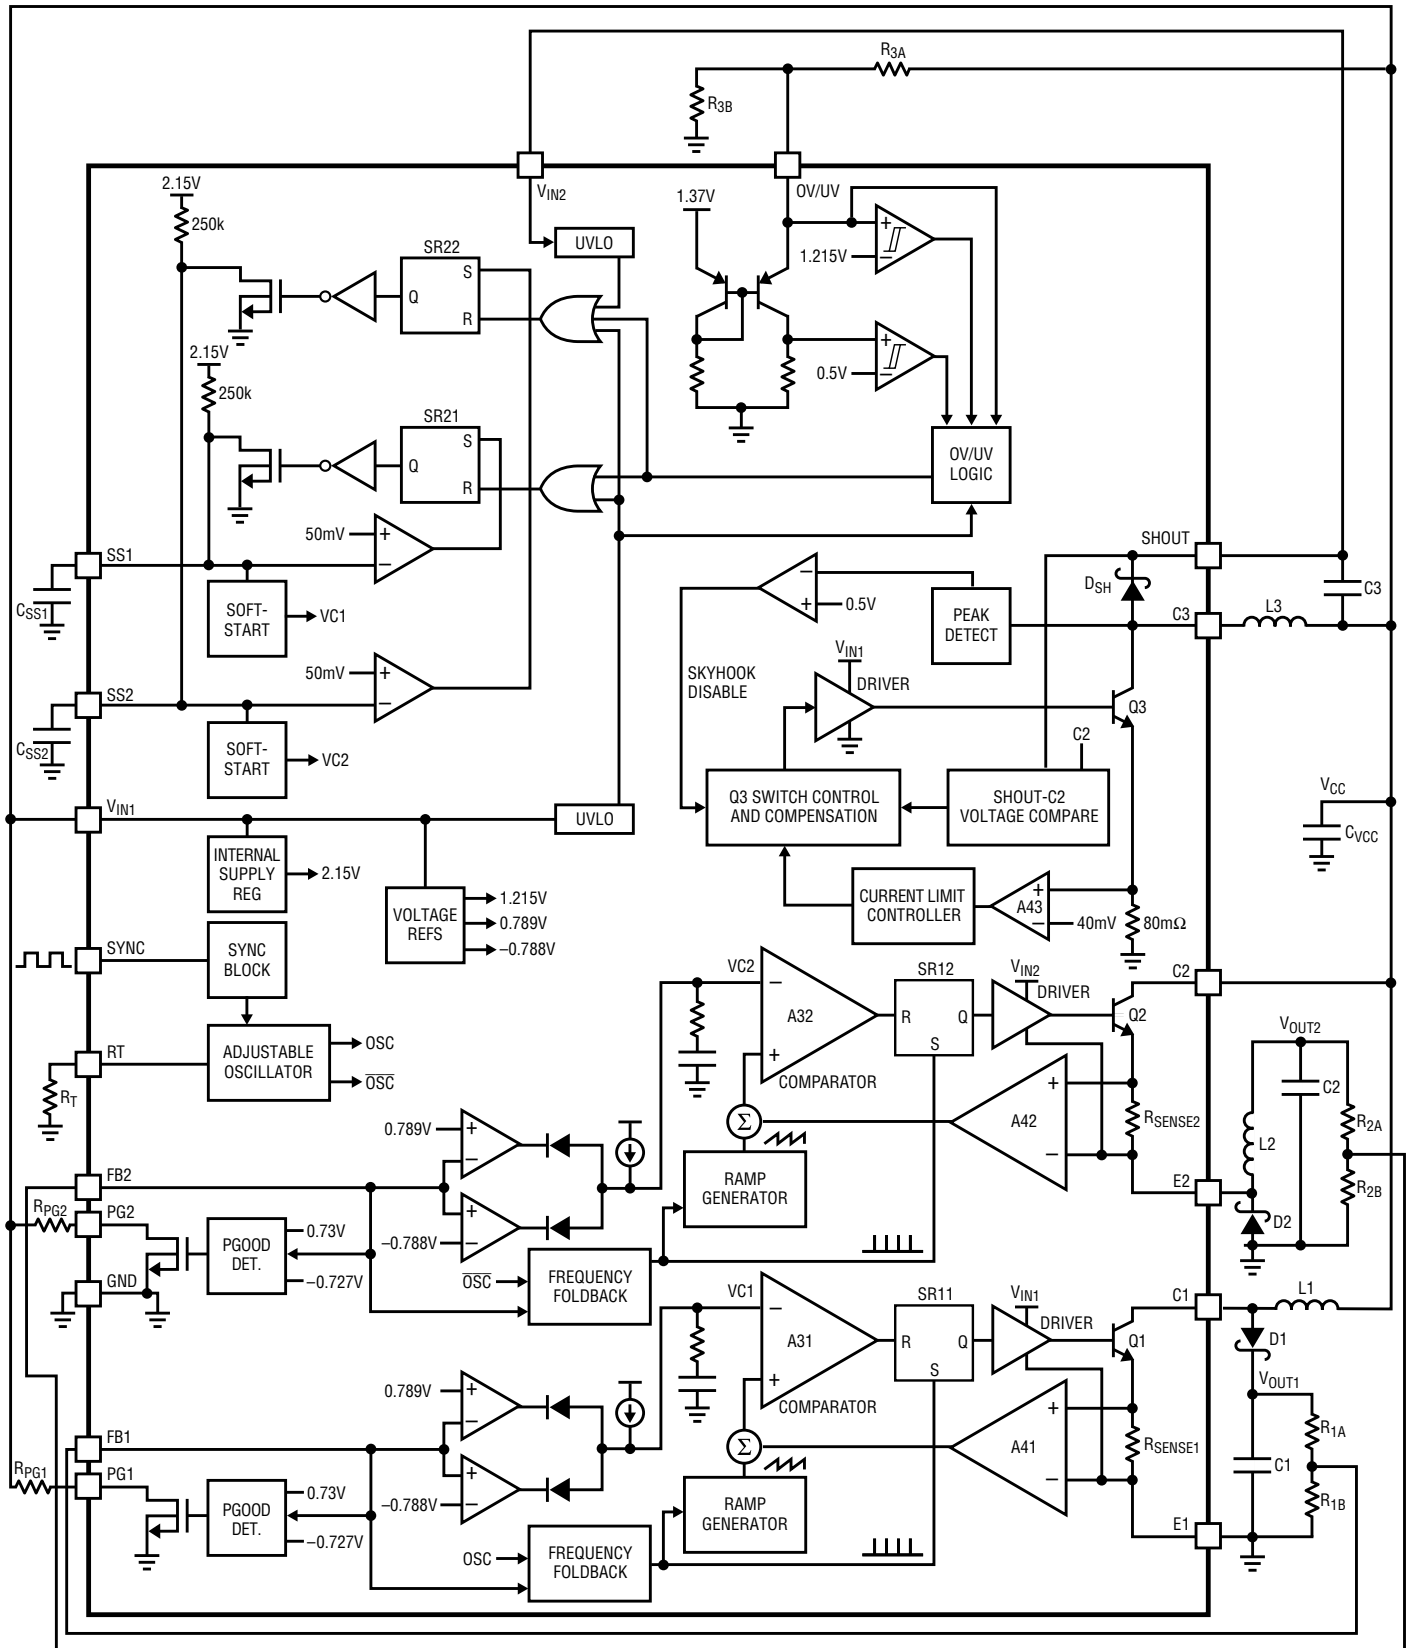 R3A
R3B
VIN2
OV/UV
2.15V
250k
1.37V
UVLO
1.215V
SR22
S
Q
R
2.15V
250k
0.5V
SR21
S
Q
R
OV/UV
LOGIC
50mV
SHOUT
SS1
CSS1
SOFT-
START
VC1
0.5V
PEAK
DETECT
DSH
C3
L3
C3
50mV
SKYHOOK
DISABLE
VIN1
DRIVER
Q3
SS2
CSS2
SOFT-
START
VC2
C2
Q3 SWITCH CONTROL
AND COMPENSATION
SHOUT-C2
VOLTAGE COMPARE
VCC
CVCC
VIN1
UVLO
INTERNAL
SUPPLY
REG
2.15V
VOLTAGE
REFS
1.215V
0.789V
–0.788V
CURRENT LIMIT
CONTROLLER
A43
40mV
80mΩ
SYNC
SYNC
BLOCK
VC2
A32
COMPARATOR
SR12
R
Q
S
VIN2
DRIVER
Q2
C2
RT
RT
ADJUSTABLE
OSCILLATOR
OSC
OSC
VOUT2
C2
L2
R2A
R2B
Σ
A42
RSENSE2
0.789V
–0.788V
RAMP
GENERATOR
E2
D2
FB2
RPG2
PG2
PGOOD
DET.
0.73V
–0.727V
GND
OSC
FREQUENCY
FOLDBACK
VC1
A31
COMPARATOR
SR11
R
Q
S
VIN1
DRIVER
Q1
C1
L1
D1
VOUT1
R1A
R1B
C1
Σ
A41
RSENSE1
0.789V
–0.788V
RAMP
GENERATOR
E1
FB1
RPG1
PG1
PGOOD
DET.
0.73V
–0.727V
OSC
FREQUENCY
FOLDBACK